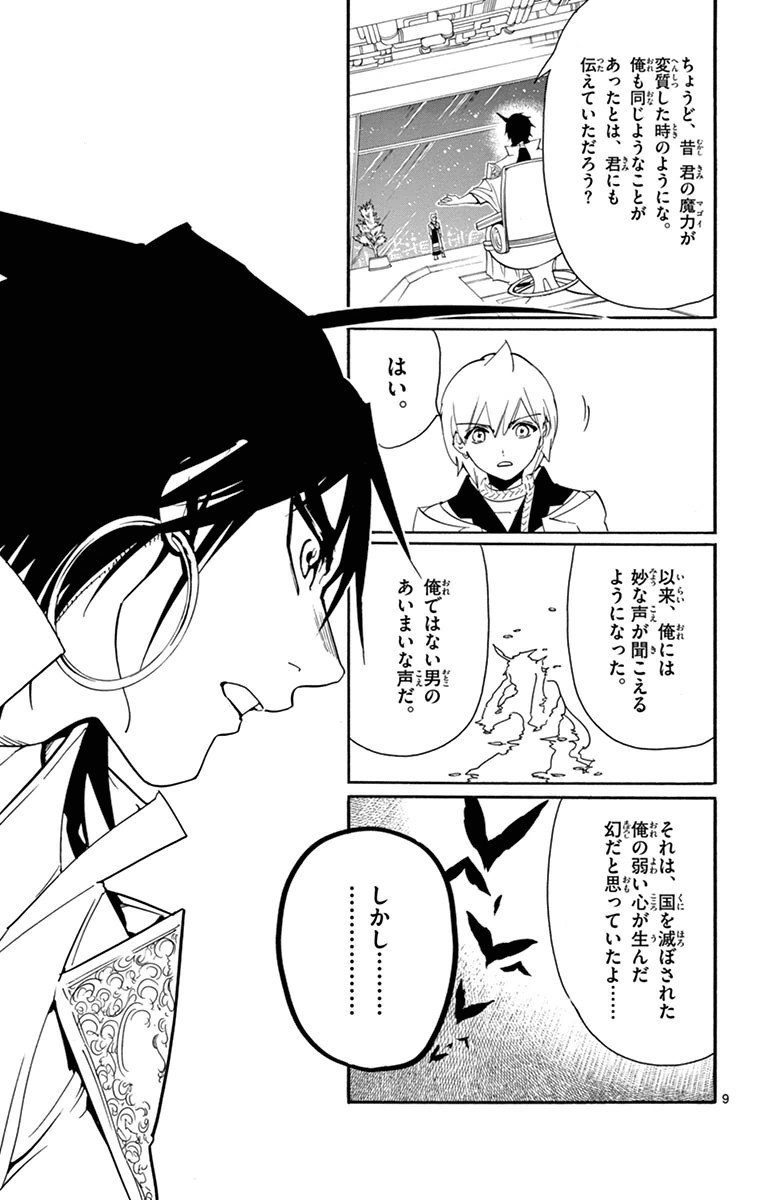 ちょうど、昔 君の魔力が
変質した時のようにな。
俺も同じようなことが
あったとは、君にも
伝えていただろう？
はい。
以来、俺には
妙な声が聞こえる
ようになった。
俺ではない男の
あいまいな声だ。
それは、国を滅ぼされた
俺の弱い心が生んだ
幻だと思っていたよ……
しかし…………
……………
9